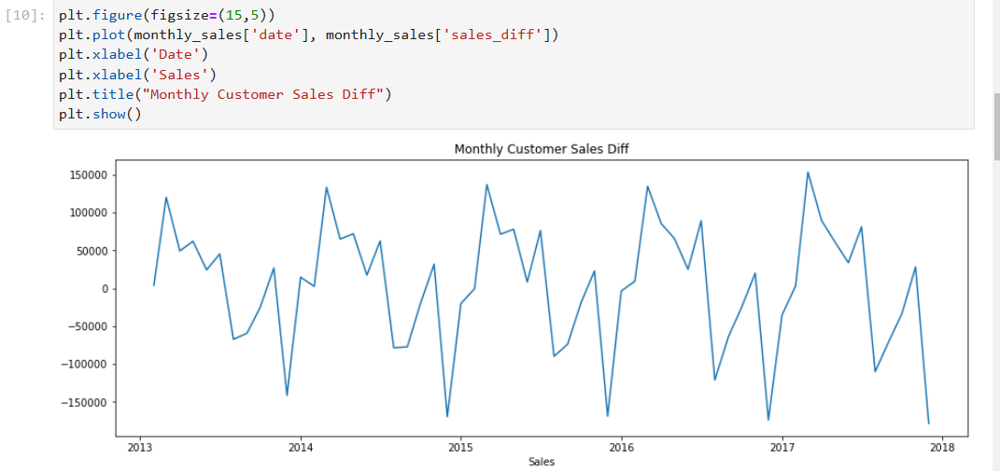 [10]: plt.figure(figsize=(15,5))
plt.plot(monthly_sales['date'], monthly_sales['sales_diff'])
plt.xlabel('Date')
plt.xlabel('Sales')
plt.title("Monthly Customer Sales Diff")
plt.show()
Monthly Customer Sales Diff
150000
100000
50000
0
−50000
−100000
−150000
2013 2014 2015 2016 2017 2018
Sales